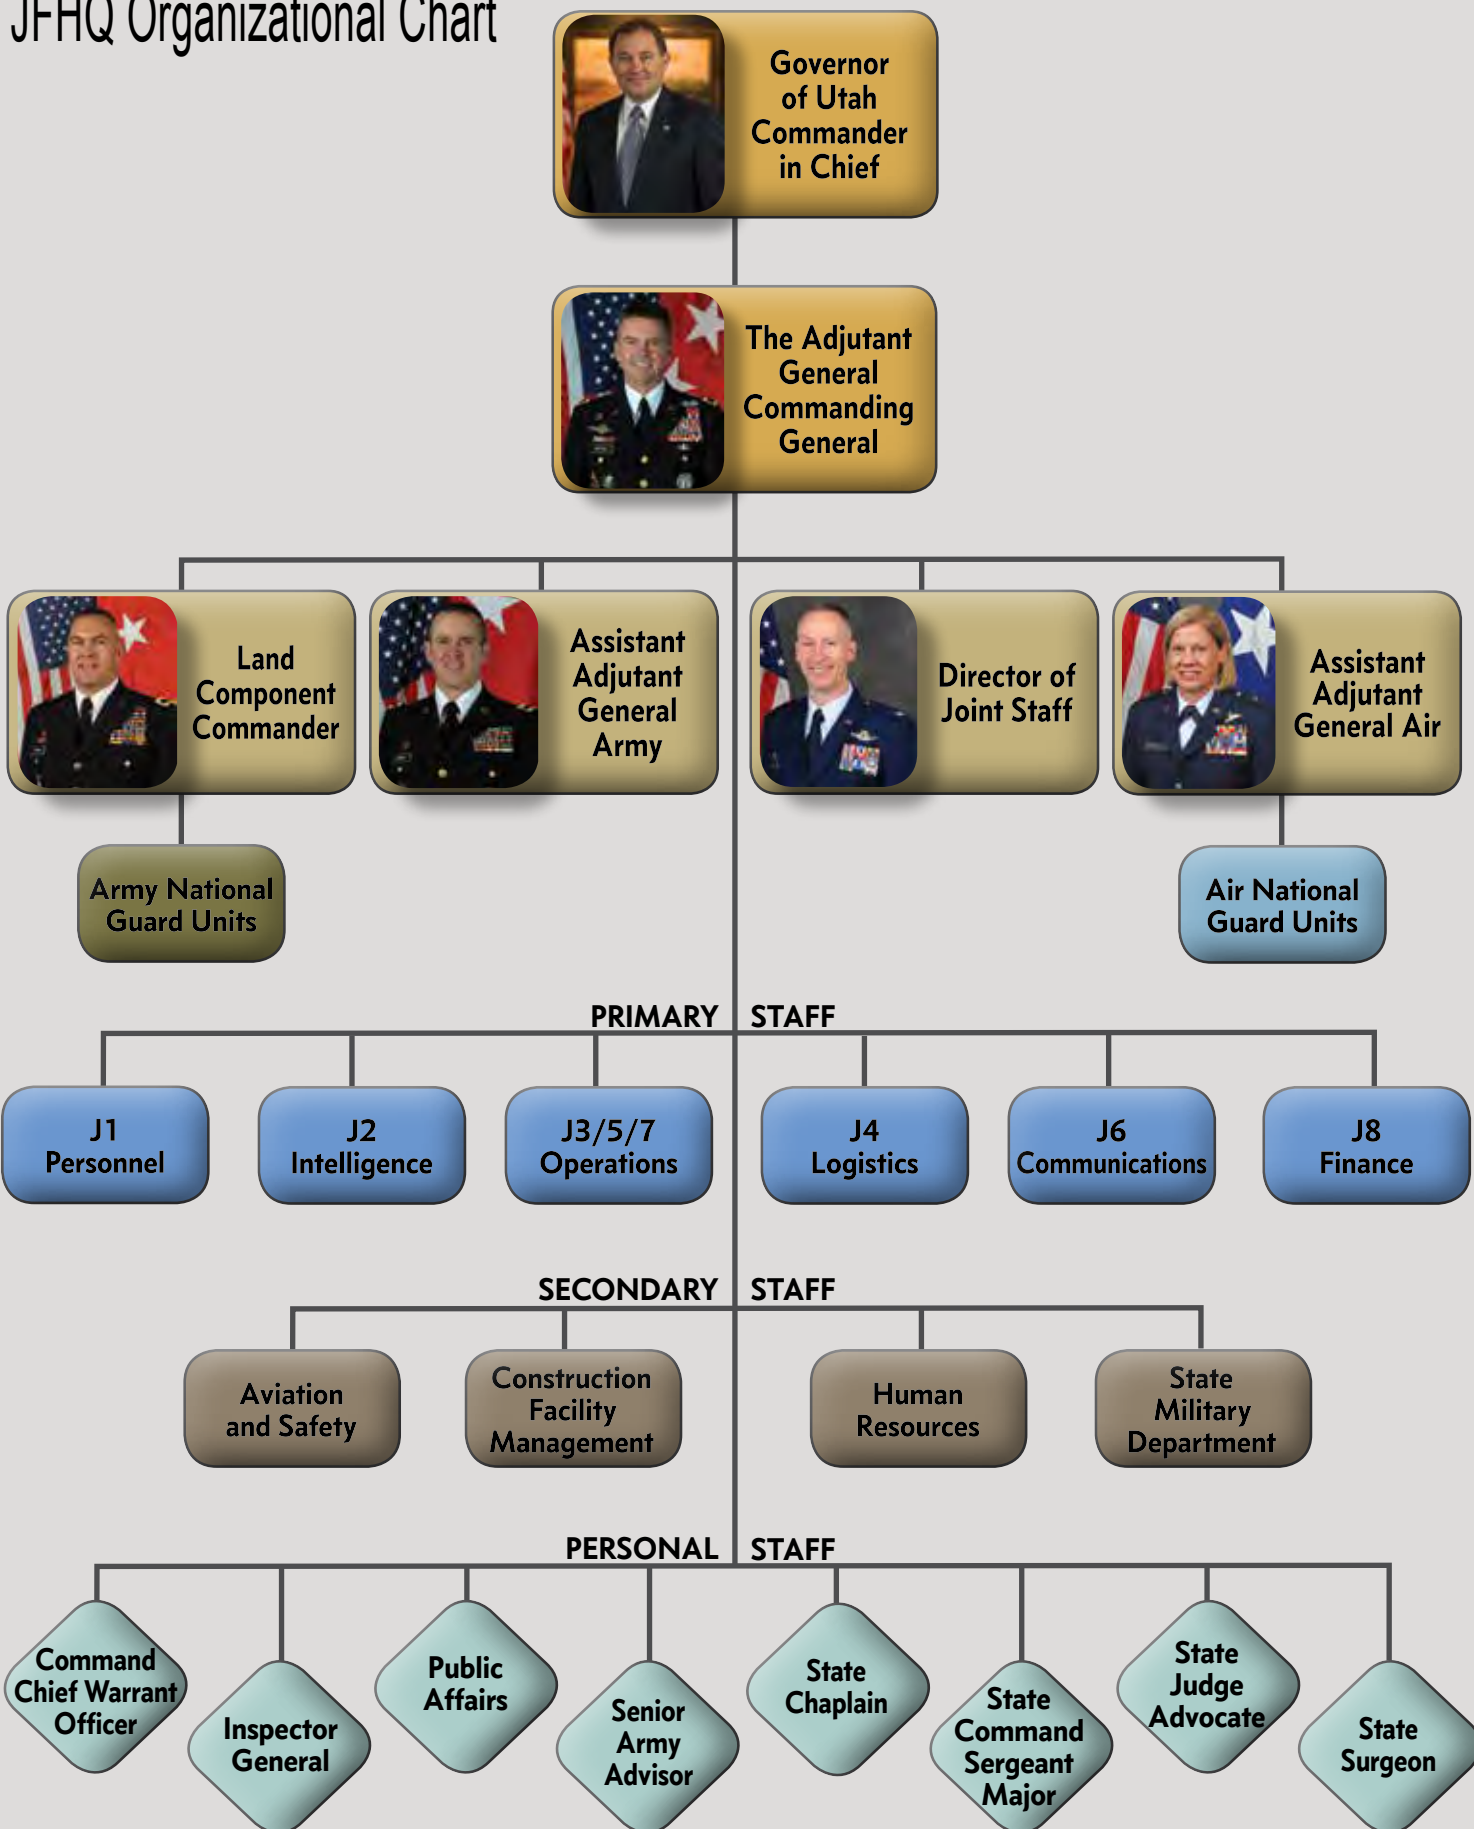 JFHQ Organizational Chart
Governor
of Utah
Commander
in Chief
The Adjutant
General
Commanding
General
Land
Component
Commander
Assistant
Adjutant
General
Army
Director of
Joint Staff
Assistant
Adjutant
General Air
Army National
Guard Units
Air National
Guard Units
PRIMARY STAFF
J1
Personnel
J2
Intelligence
J3/5/7
Operations
J4
Logistics
J6
Communications
J8
Finance
SECONDARY STAFF
Aviation
and Safety
Construction
Facility
Management
Human
Resources
State
Military
Department
PERSONAL STAFF
Command
Chief Warrant
Officer
Inspector
General
Public
Affairs
Senior
Army
Advisor
State
Chaplain
State
Command
Sergeant
Major
State
Judge
Advocate
State
Surgeon